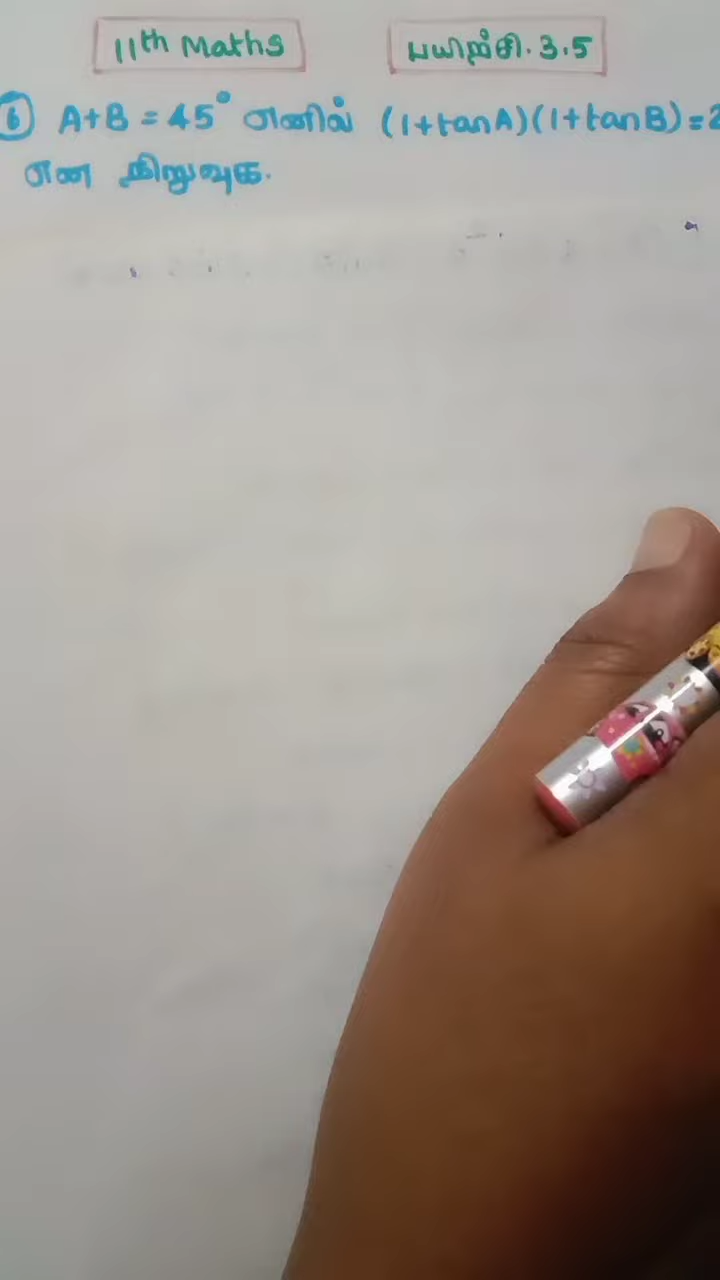 11th Maths
பயிற்சி. 3.5
6 A+B = 45° எனில் (1+tanA)(1+tanB)=2
என நிறுவுக.